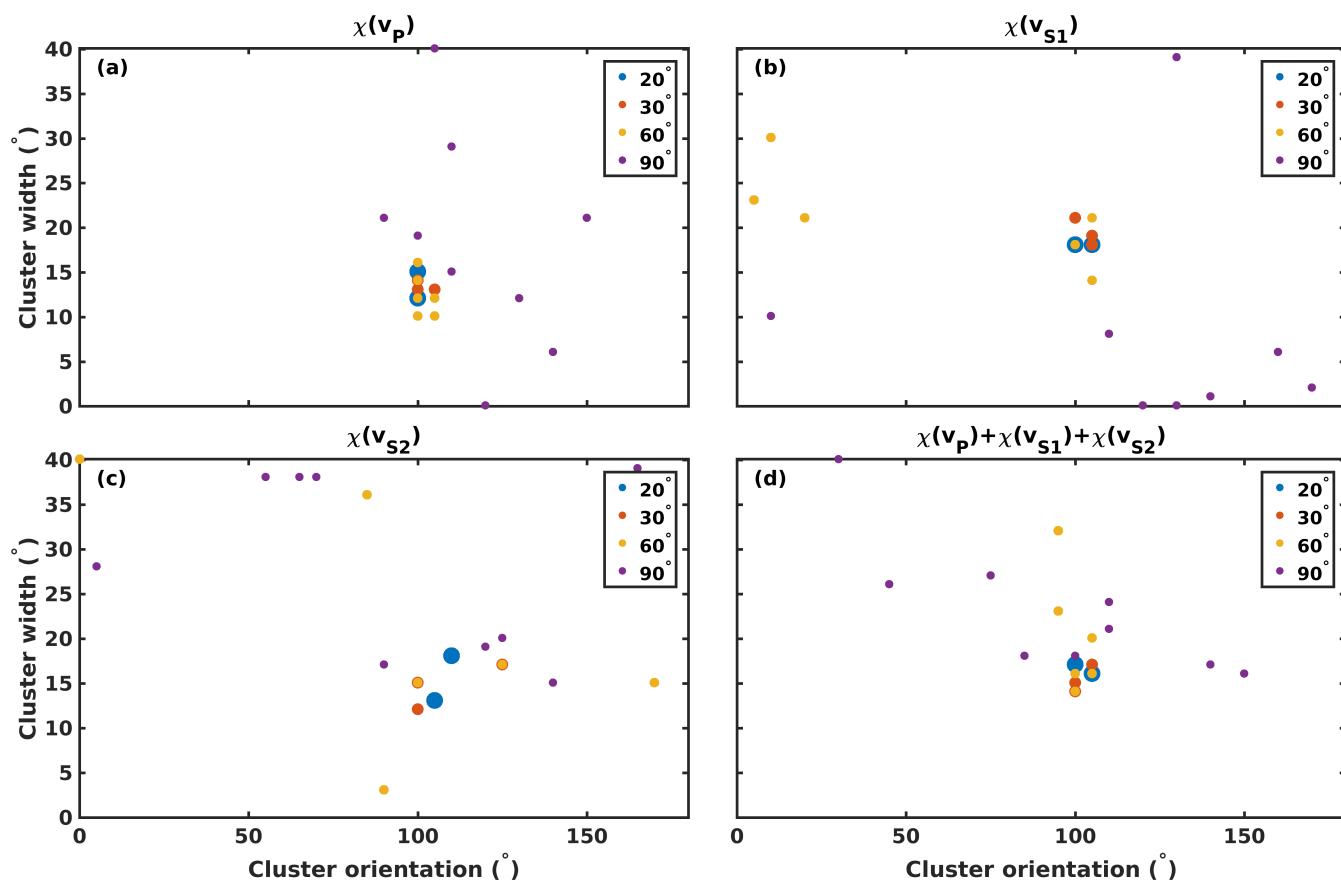 χ(v_P)
χ(v_S1)
(a)
20°
30°
60°
90°
(b)
20°
30°
60°
90°
40
35
30
25
20
15
10
5
0
Cluster width (°)
χ(v_S2)
χ(v_P)+χ(v_S1)+χ(v_S2)
(c)
20°
30°
60°
90°
(d)
20°
30°
60°
90°
40
35
30
25
20
15
10
5
0
Cluster width (°)
0 50 100 150
0 50 100 150
Cluster orientation (°)
Cluster orientation (°)